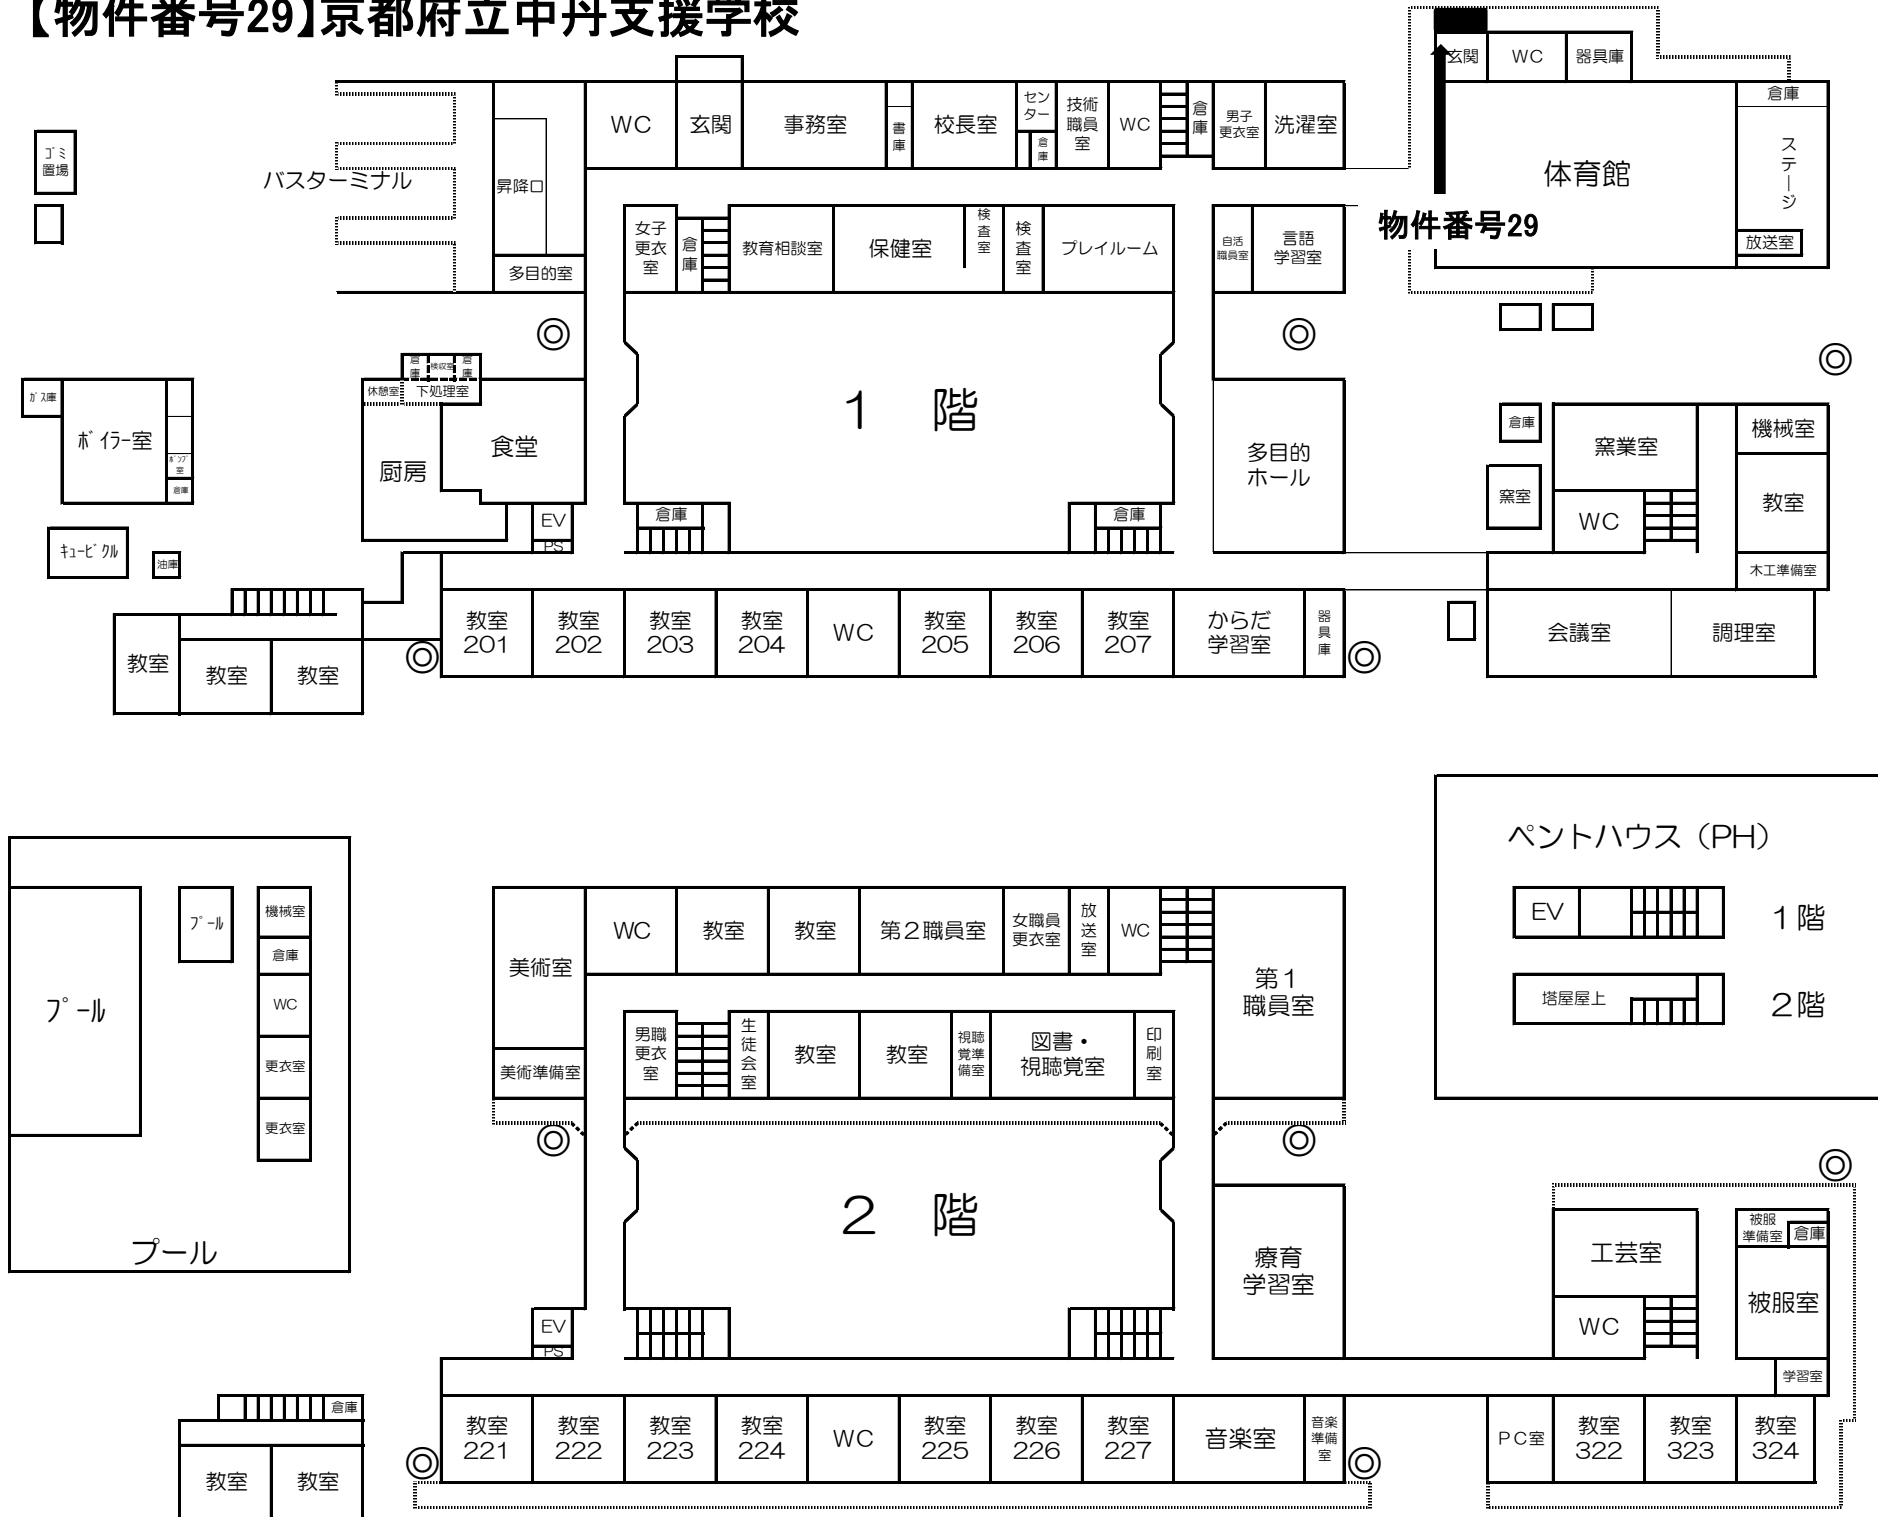 【物件番号29】京都府立中丹支援学校
玄関
WC
器具庫
倉庫
ステージ
体育館
放送室
物件番号29
ゴミ
置場
バスターミナル
昇降口
多目的室
WC
玄関
事務室
書庫
校長室
セン
ター
倉庫
技術
職員
室
WC
倉庫
男子
更衣室
洗濯室
女子
更衣
室
倉庫
教育相談室
保健室
検査室
検査室
プレイルーム
自活
職員室
言語
学習室
ガス庫
ボイラー室
ポンプ
室
倉庫
キュービクル
油庫
倉庫
検収室
倉庫
休憩室
下処理室
厨房
食堂
EV
PS
1 階
倉庫
倉庫
多目的
ホール
倉庫
窯室
窯業室
WC
機械室
教室
木工準備室
会議室
調理室
教室
教室
教室
教室
201
教室
202
教室
203
教室
204
WC
教室
205
教室
206
教室
207
からだ
学習室
器具庫
プール
プール
機械室
倉庫
WC
更衣室
更衣室
プール
美術室
美術準備室
WC
教室
教室
第2職員室
女職員
更衣室
放送室
WC
第1
職員室
男職
更衣
室
生徒会室
教室
教室
視聴
覚準
備室
図書・
視聴覚室
印刷室
ペントハウス（PH）
EV
1階
塔屋屋上
2階
2 階
EV
PS
療育
学習室
工芸室
WC
被服
準備室
倉庫
被服室
学習室
倉庫
教室
教室
教室
221
教室
222
教室
223
教室
224
WC
教室
225
教室
226
教室
227
音楽室
音楽
準備
室
PC室
教室
322
教室
323
教室
324